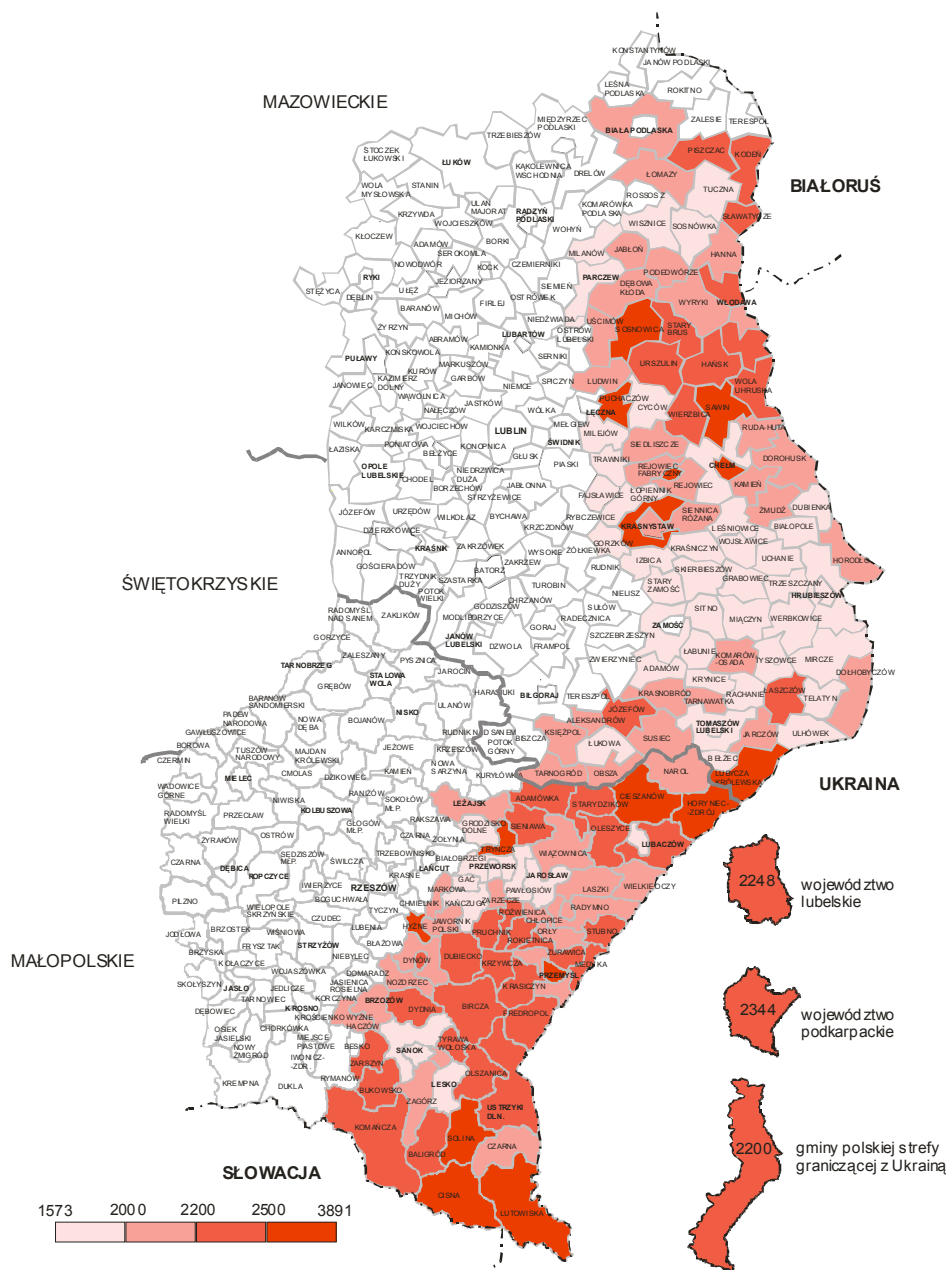 KONSTANTYNÓW
JANÓW PODLASKI
LEŚNA
PODLASKA
ROKITNO
MAZOWIECKIE
MIĘDZYRZEC
PODLASKI
BIAŁA PODLASKA
ZALESIE
TERESPOL
TRZEBIESZÓW
STOCZEK
ŁUKOWSKI
ŁUKÓW
KĄKOLEWNICA
WSCHODNIA
DRELÓW
PISZCZAC
KODEŃ
ŁOMAZY
BIAŁORUŚ
WOLA
MYSŁOWSKA
STANIN
TUCZNA
ROSSOSZ
ULAN
MAJORAT
RADZYŃ
PODLASKI
KOMARÓWKA
PODLASKA
KRZYWDA
WOJCIESZKÓW
WISZNICE
SOSNÓWKA
SŁAWATYCZE
WOHYŃ
KŁOCZEW
ADAMÓW
BORKI
SEROKOMLA
MILANÓW
JABŁOŃ
HANNA
NOWODWÓR
KOCK
CZEMIERNIKI
RYKI
PARCZEW
PODEDWÓRZE
JEZIORZANY
SIEMIEŃ
DĘBOWA
KŁODA
STĘŻYCA
DĘBLIN
UŁĘŻ
OSTRÓWEK
WYRYKI
WŁODAWA
BARANÓW
FIRLEJ
MICHÓW
NIEDŹWIADA
UŚCIMÓW
ŻYRZYN
OSTRÓW
LUBELSKI
SOSNOWICA
STARY
BRUS
ABRAMÓW
LUBARTÓW
KAMIONKA
PUŁAWY
KOŃSKOWOLA
SERNIKI
MARKUSZÓW
URSZULIN
HAŃSK
KURÓW
GARBÓW
JANOWIEC
KAZIMIERZ
DOLNY
NIEMCE
SPICZYN
LUDWIN
WOLA
UHRUSKA
WĄWOLNICA
PUCHACZÓW
JASTKÓW
CYCÓW
SAWIN
NAŁĘCZÓW
WÓLKA
ŁĘCZNA
WIERZBICA
WILKÓW
KARCZMISKA
WOJCIECHÓW
LUBLIN
MEŁGIEW
MILEJÓW
RUDA-HUTA
PONIATOWA
KONOPNICA
ŚWIDNIK
SIEDLISZCZE
ŁAZISKA
BEŁŻYCE
GŁUSK
TRAWNIKI
DOROHUSK
OPOLE
LUBELSKIE
NIEDRZWICA
DUŻA
PIASKI
REJOWIEC
FABRYCZNY
CHEŁM
CHODEL
BORZECHÓW
JABŁONNA
REJOWIEC
KAMIEŃ
STRZYŻEWICE
FAJSŁAWICE
ŁOPIENNIK
GÓRNY
JÓZEFÓW
URZĘDÓW
WILKOŁAZ
BYCHAWA
RYBCZEWICE
SIENNICA
RÓŻANA
ŻMUDŹ
DUBIENKA
DZIERZKOWICE
KRZCZONÓW
KRASNYSTAW
LEŚNIOWICE
BIAŁOPOLE
KRAŚNIK
ZAKRZÓWEK
GORZKÓW
WOJSŁAWICE
ANNOPOL
WYSOKIE
ŻÓŁKIEWKA
KRAŚNICZYN
GOŚCIERADÓW
BATORZ
ZAKRZEW
IZBICA
UCHANIE
HORODŁO
ŚWIĘTOKRZYSKIE
TRZYDNIK
DUŻY
SZASTARKA
RUDNIK
SKIERBIESZÓW
POTOK
WIELKI
TUROBIN
STARY
ZAMOŚĆ
GRABOWIEC
TRZESZCZANY
CHRZANÓW
NIELISZ
HRUBIESZÓW
RADOMYŚL
NAD SANEM
ZAKLIKÓW
GODZISZÓW
SUŁÓW
SITNO
MODLIBORZYCE
RADECZNICA
ZAMOŚĆ
MIĄCZYN
WERBKOWICE
GORZYCE
GORAJ
JANÓW
LUBELSKI
DZWOLA
FRAMPOL
SZCZEBRZESZYN
ZALESZANY
ŁABUNIE
KOMARÓW
-OSADA
TYSZOWCE
MIRCZE
TARNOBRZEG
PYSZNICA
ZWIERZYNIEC
ADAMÓW
DOŁHOBYCZÓW
STALOWA
WOLA
JAROCIN
KRYNICE
GRĘBÓW
HARASIUKI
BIŁGORAJ
TERESZPOL
KRASNOBRÓD
RACHANIE
ŁASZCZÓW
TELATYN
BARANÓW
SANDOMIERSKI
NISKO
ULANÓW
JÓZEFÓW
TARNAWATKA
PADEW
NARODOWA
NOWA
DĘBA
BOJANÓW
ALEKSANDRÓW
TOMASZÓW
LUBELSKI
GAWŁUSZOWICE
RUDNIK N
D SANEM
KSIĘŻPOL
SUSIEC
JARCZÓW
ULHÓWEK
BOROWA
TUSZÓW
NARODOWY
JEŻOWE
POTOK
GÓRNY
BISZCZA
ŁUKOWA
CZERMIN
MAJDAN
KRÓLEWSKI
KRZESZÓW
BEŁŻEC
MIELEC
CMOLAS
DZIKOWIEC
KAMIEŃ
NOWA
SARZYNA
KURYŁÓWKA
TARNOGRÓD
OBSZA
NAROL
LUBYCZA
KRÓLEWSKA
UKRAINA
WADOWICE
GÓRNE
NIWISKA
RANIŻÓW
SOKOŁÓW
MŁP.
LEŻAJSK
ADAMÓWKA
CIESZANÓW
RADOMYŚL
WIELKI
PRZECŁAW
KOLBUSZOWA
STARY DZIKÓW
HORYNIEC
-ZDRÓJ
GŁOGÓW
MŁP.
RAKSZAWA
GRODZISKO
DOLNE
SIENIAWA
OLESZYCE
ŻYRAKÓW
OSTRÓW
CZARNA
ŻOŁYNIA
TRYŃCZA
LUBACZÓW
CZARNA
SĘDZISZÓW
MŁP.
ŚWILCZA
TRZEBOWNISKO
BIAŁOBRZEGI
WIĄZOWNICA
DĘBICA
ROPCZYCE
KRASNE
ŁAŃCUT
PRZEWORSK
2248
województwo
lubelskie
IWIERZYCE
RZESZÓW
GAĆ
JAROSŁAW
PILZNO
BOGUCHWAŁA
MARKOWA
PAWŁOSIÓW
LASZKI
WIELKIE OCZY
WIELOPOLE
SKRZYŃSKIE
TYCZYN
CHMIELNIK
KAŃCZUGA
ZARZECZE
RADYMNO
CZUDEC
ROŹWIENICA
JODŁOWA
BRZOSTEK
WIŚNIOWA
LUBENIA
HYŻNE
JAWORNIK
POLSKI
PRUCHNIK
CHŁOPICE
STUBNO
ORŁY
ROKIETNICA
BRZYSKA
FRYSZTAK
STRZYŻÓW
BŁAŻOWA
MAŁOPOLSKIE
KOŁACZYCE
NIEBYLEC
DYNÓW
DUBIECKO
KRZYWCZA
ŻURAWICA
MEDYKA
WOJASZÓWKA
DOMARADZ
PRZEMYŚL
SKOŁYSZYN
JASŁO
JEDLICZE
JASIENICA
ROSIELNA
NOZDRZEC
KRASICZYN
2344
województwo
podkarpackie
TARNOWIEC
KORCZYNA
BRZOZÓW
DĘBOWIEC
KROSNO
KROŚCIENKO WYŻNE
DYDNIA
BIRCZA
FREDROPOL
CHORKÓWKA
HACZÓW
OSIEK
JASIELSKI
MIEJSCE
PIASTOWE
TYRAWA
WOŁOSKA
NOWY
ŻMIGRÓD
BESKO
SANOK
IWONICZ
-ZDR.
ZARSZYN
RYMANÓW
OLSZANICA
KREMPNA
DUKLA
BUKOWSKO
LESKO
ZAGÓRZ
USTRZYKI
DLN.
KOMAŃCZA
SOLINA
CZARNA
2200
gminy polskiej strefy
graniczącej z Ukrainą
BALIGRÓD
SŁOWACJA
CISNA
LUTOWISKA
1573 2000 2200 2500 3891